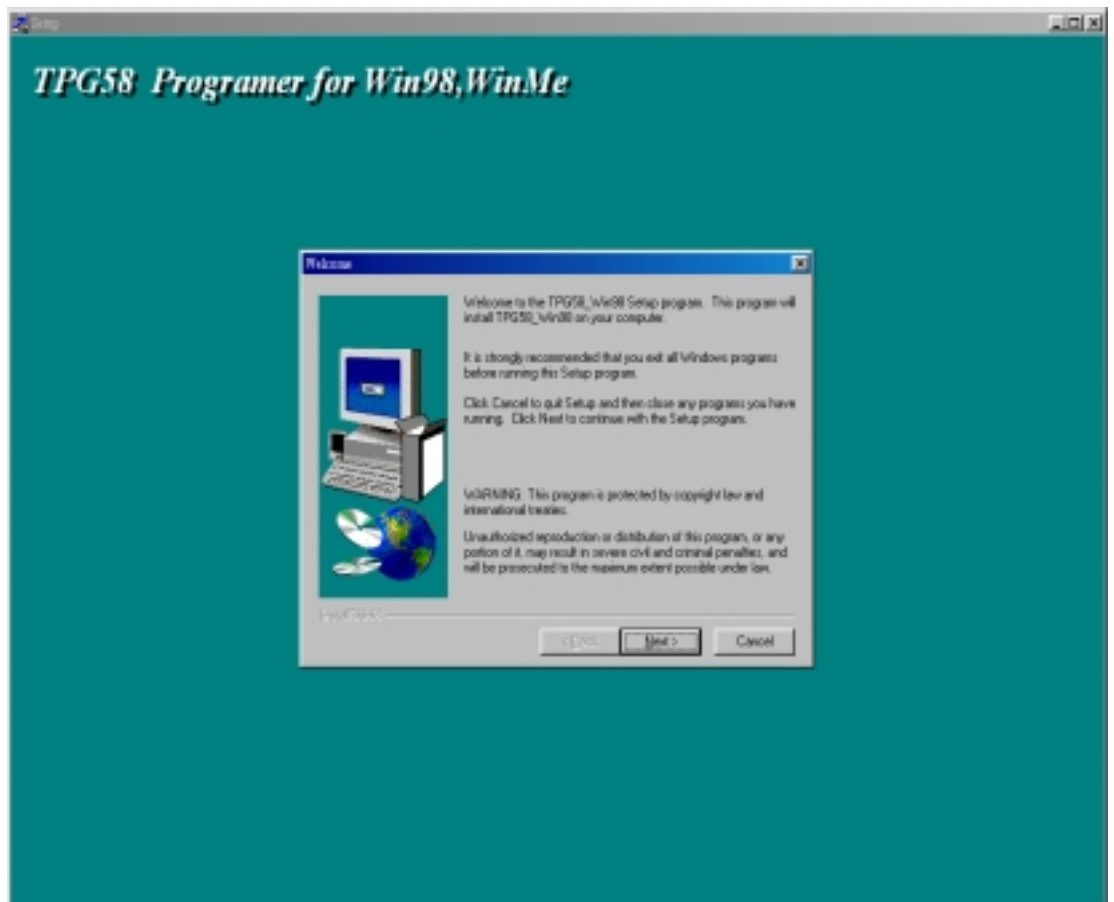 Setup
TPG58 Programer for Win98,WinMe
Welcome
Welcome to the TPG58_Win98 Setup program. This program will
install TPG58_Win98 on your computer.
It is strongly recommended that you exit all Windows programs
before running this Setup program.
Click Cancel to quit Setup and then close any programs you have
running. Click Next to continue with the Setup program.
WARNING: This program is protected by copyright law and
international treaties.
Unauthorized reproduction or distribution of this program, or any
portion of it, may result in severe civil and criminal penalties, and
will be prosecuted to the maximum extent possible under law.
< Back
Next >
Cancel